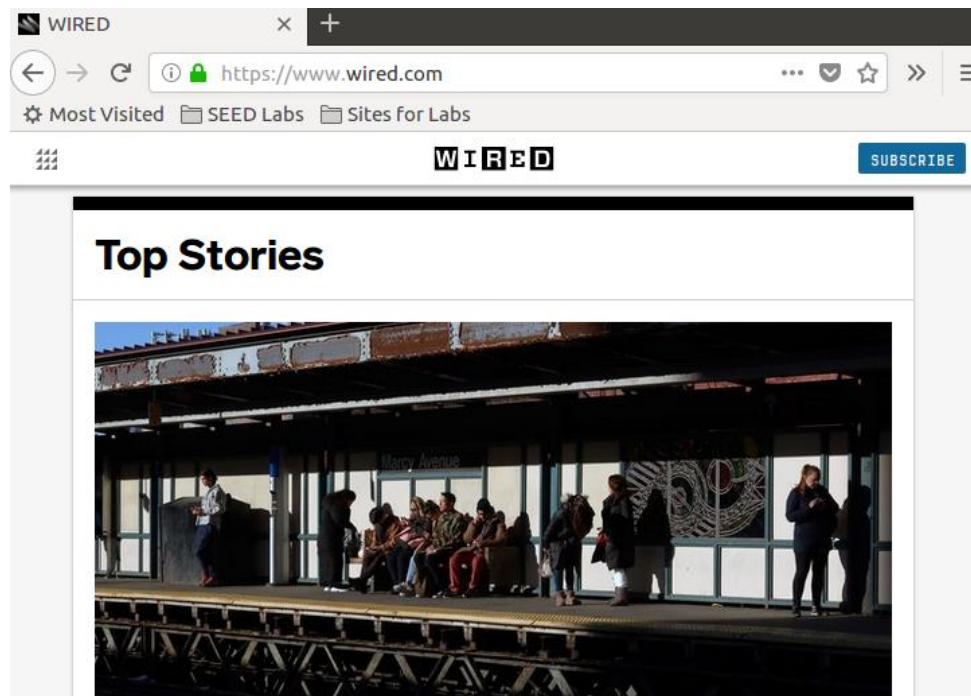 WIRED
https://www.wired.com
Most Visited SEED Labs Sites for Labs
WIRED SUBSCRIBE
Top Stories
Marcy Avenue